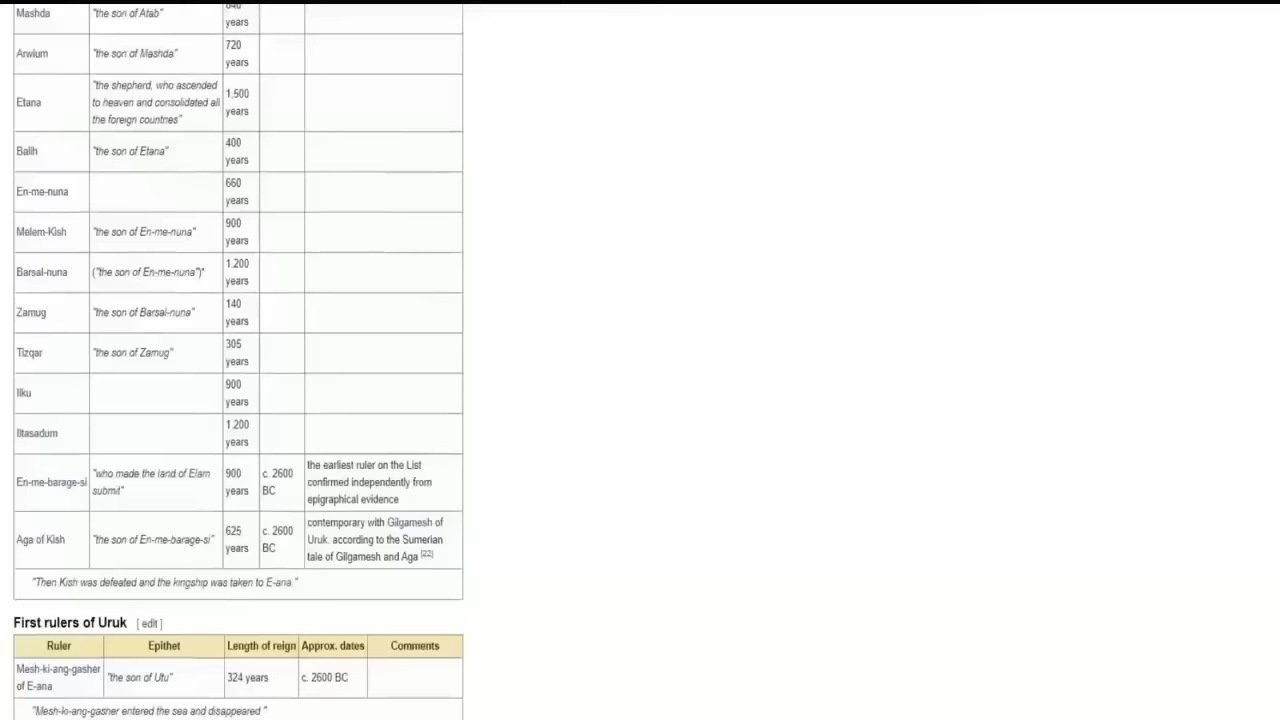 Mashda "the son of Atab" 840 years
Arwium "the son of Mashda" 720 years
Etana "the shepherd, who ascended to heaven and consolidated all the foreign countries" 1,500 years
Balih "the son of Etana" 400 years
En-me-nuna 660 years
Melem-Kish "the son of En-me-nuna" 900 years
Barsal-nuna ("the son of En-me-nuna")* 1,200 years
Zamug "the son of Barsal-nuna" 140 years
Tizqar "the son of Zamug" 305 years
Ilku 900 years
Iltasadum 1,200 years
En-me-barage-si "who made the land of Elam submit" 900 years c. 2600 BC the earliest ruler on the List confirmed independently from epigraphical evidence
Aga of Kish "the son of En-me-barage-si" 625 years c. 2600 BC contemporary with Gilgamesh of Uruk, according to the Sumerian tale of Gilgamesh and Aga [22]
"Then Kish was defeated and the kingship was taken to E-ana."
First rulers of Uruk [ edit ]
Ruler Epithet Length of reign Approx. dates Comments
Mesh-ki-ang-gasher of E-ana "the son of Utu" 324 years c. 2600 BC
"Mesh-ki-ang-gasher entered the sea and disappeared."